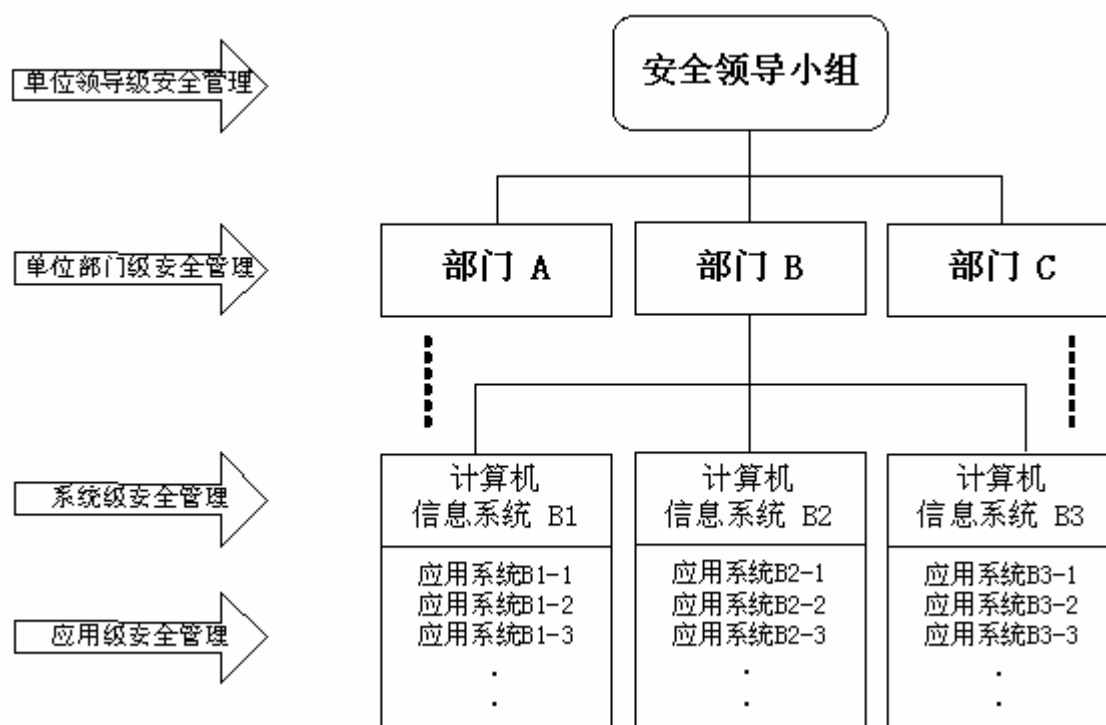 单位领导级安全管理
安全领导小组
单位部门级安全管理
部门 A
部门 B
部门 C
系统级安全管理
计算机
信息系统 B1
计算机
信息系统 B2
计算机
信息系统 B3
应用级安全管理
应用系统B1-1
应用系统B1-2
应用系统B1-3
.
.
应用系统B2-1
应用系统B2-2
应用系统B2-3
.
.
应用系统B3-1
应用系统B3-2
应用系统B3-3
.
.